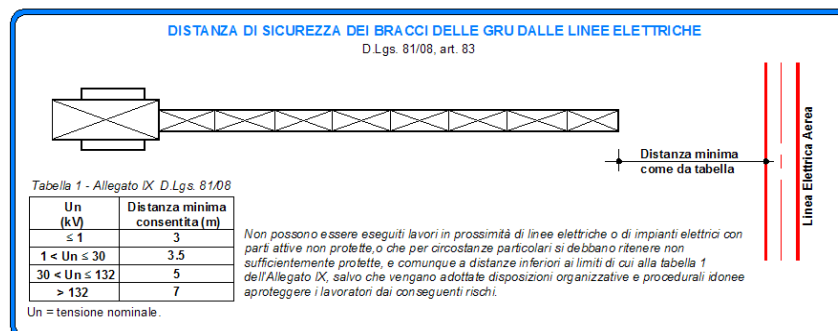 DISTANZA DI SICUREZZA DEI BRACCI DELLE GRU DALLE LINEE ELETTRICHE
D.Lgs. 81/08, art. 83
Distanza minima
come da tabella
Linea Elettrica Aerea
Tabella 1 - Allegato IX D.Lgs. 81/08
Un (kV) Distanza minima consentita (m)
≤ 1 3
1 < Un ≤ 30 3.5
30 < Un ≤ 132 5
> 132 7
Un = tensione nominale.
Non possono essere eseguiti lavori in prossimità di linee elettriche o di impianti elettrici con
parti attive non protette,o che per circostanze particolari si debbano ritenere non
sufficientemente protette, e comunque a distanze inferiori ai limiti di cui alla tabella 1
dell'Allegato IX, salvo che vengano adottate disposizioni organizzative e procedurali idonee
aproteggere i lavoratori dai conseguenti rischi.